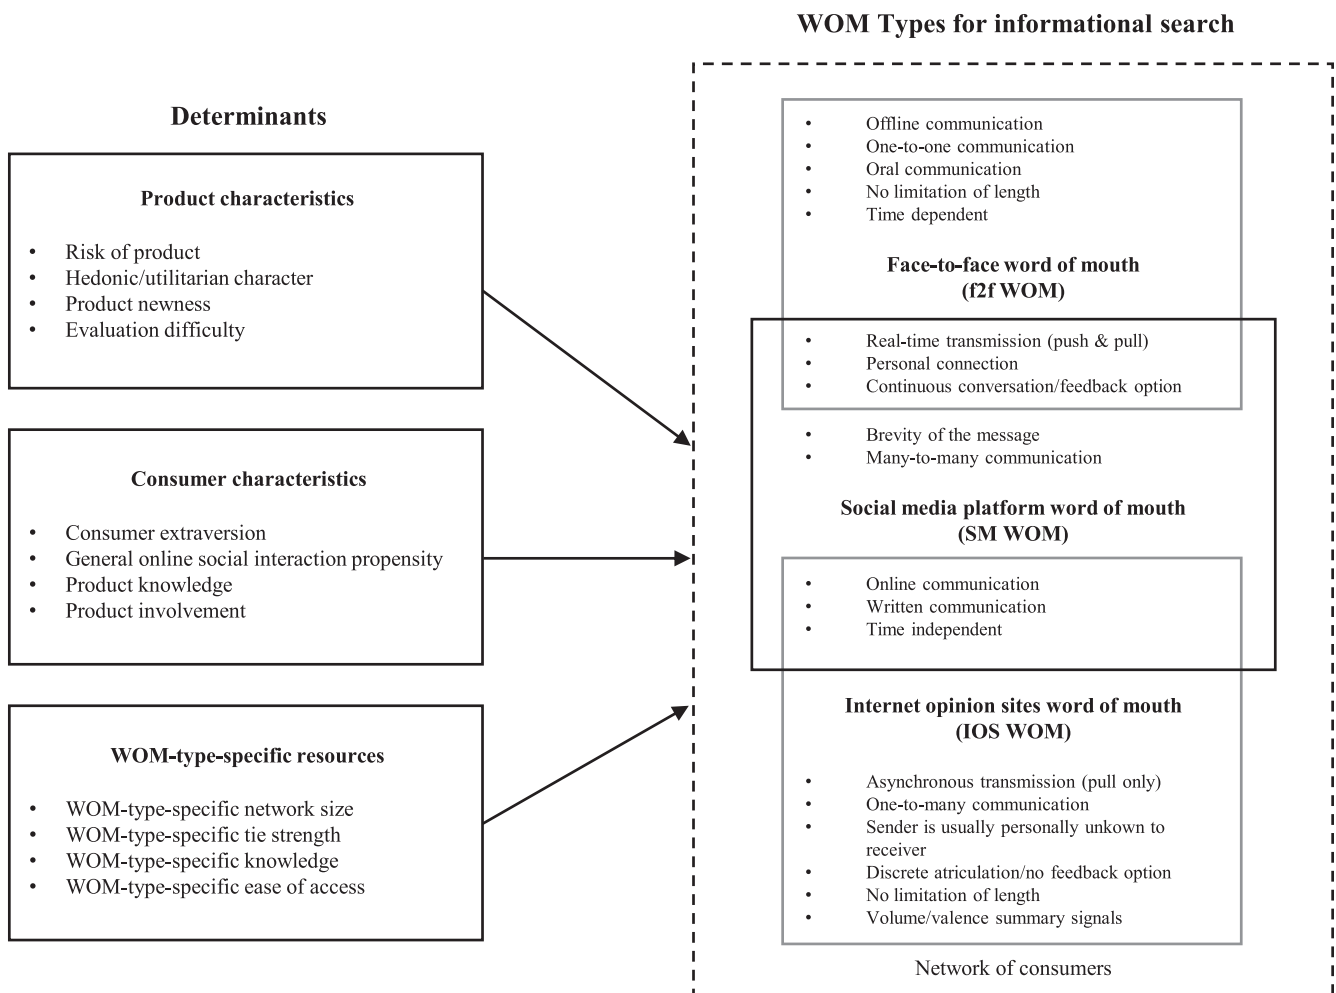 WOM Types for informational search
Determinants
Product characteristics
• Risk of product
• Hedonic/utilitarian character
• Product newness
• Evaluation difficulty
Consumer characteristics
• Consumer extraversion
• General online social interaction propensity
• Product knowledge
• Product involvement
WOM-type-specific resources
• WOM-type-specific network size
• WOM-type-specific tie strength
• WOM-type-specific knowledge
• WOM-type-specific ease of access
• Offline communication
• One-to-one communication
• Oral communication
• No limitation of length
• Time dependent
Face-to-face word of mouth
(f2f WOM)
• Real-time transmission (push & pull)
• Personal connection
• Continuous conversation/feedback option
• Brevity of the message
• Many-to-many communication
Social media platform word of mouth
(SM WOM)
• Online communication
• Written communication
• Time independent
Internet opinion sites word of mouth
(IOS WOM)
• Asynchronous transmission (pull only)
• One-to-many communication
• Sender is usually personally unkown to
receiver
• Discrete atriculation/no feedback option
• No limitation of length
• Volume/valence summary signals
Network of consumers